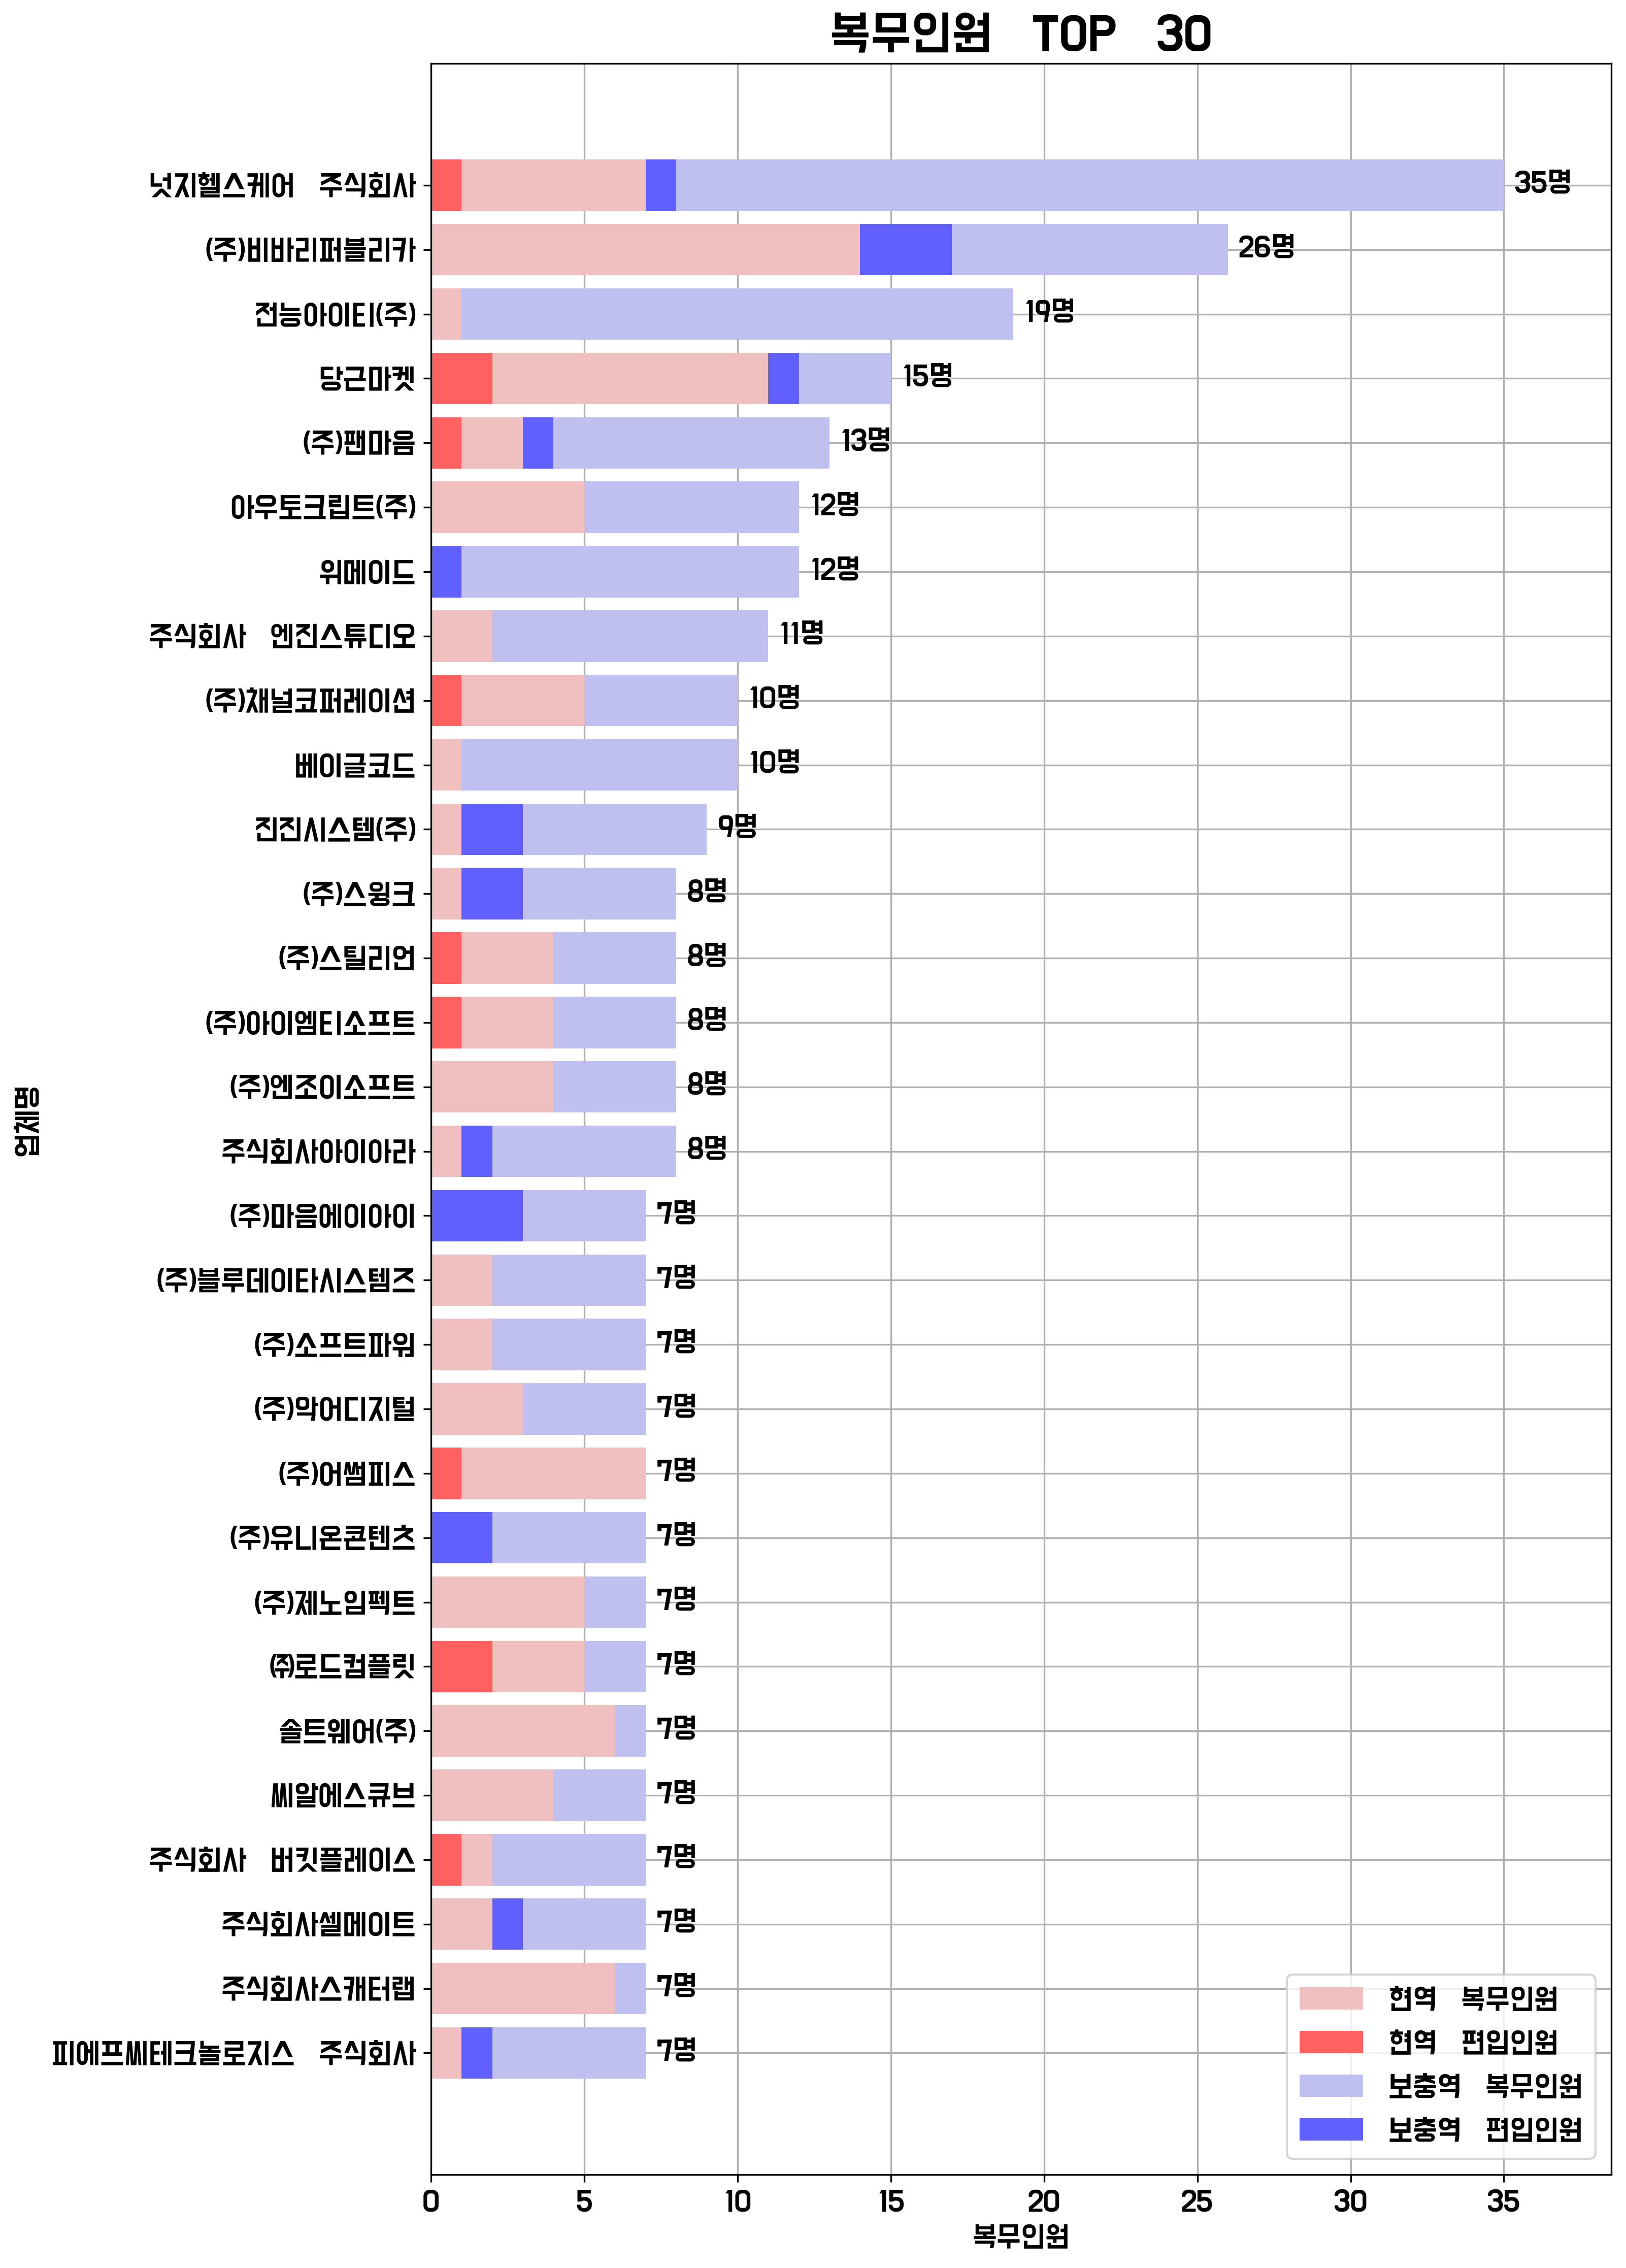 복무인원 TOP 30
넛지헬스케어 주식회사 35명
(주)비바리퍼블리카 26명
전능아이티(주) 19명
당근마켓 15명
(주)팬마음 13명
아우토크립트(주) 12명
위메이드 12명
주식회사 엔진스튜디오 11명
(주)채널코퍼레이션 10명
베이글코드 10명
진진시스템(주) 9명
(주)스윙크 8명
(주)스틸리언 8명
(주)아이엠티소프트 8명
(주)엔조이소프트 8명
주식회사아이아라 8명
(주)마음에이아이 7명
(주)블루데이타시스템즈 7명
(주)소프트파워 7명
(주)악어디지털 7명
(주)어썸피스 7명
(주)유니온콘텐츠 7명
(주)제노임펙트 7명
㈜로드컴플릿 7명
솔트웨어(주) 7명
씨알에스큐브 7명
주식회사 버킷플레이스 7명
주식회사셀메이트 7명
주식회사스캐터랩 7명
피에프씨테크놀로지스 주식회사 7명
업체명
현역 복무인원
현역 편입인원
보충역 복무인원
보충역 편입인원
0 5 10 15 20 25 30 35
복무인원